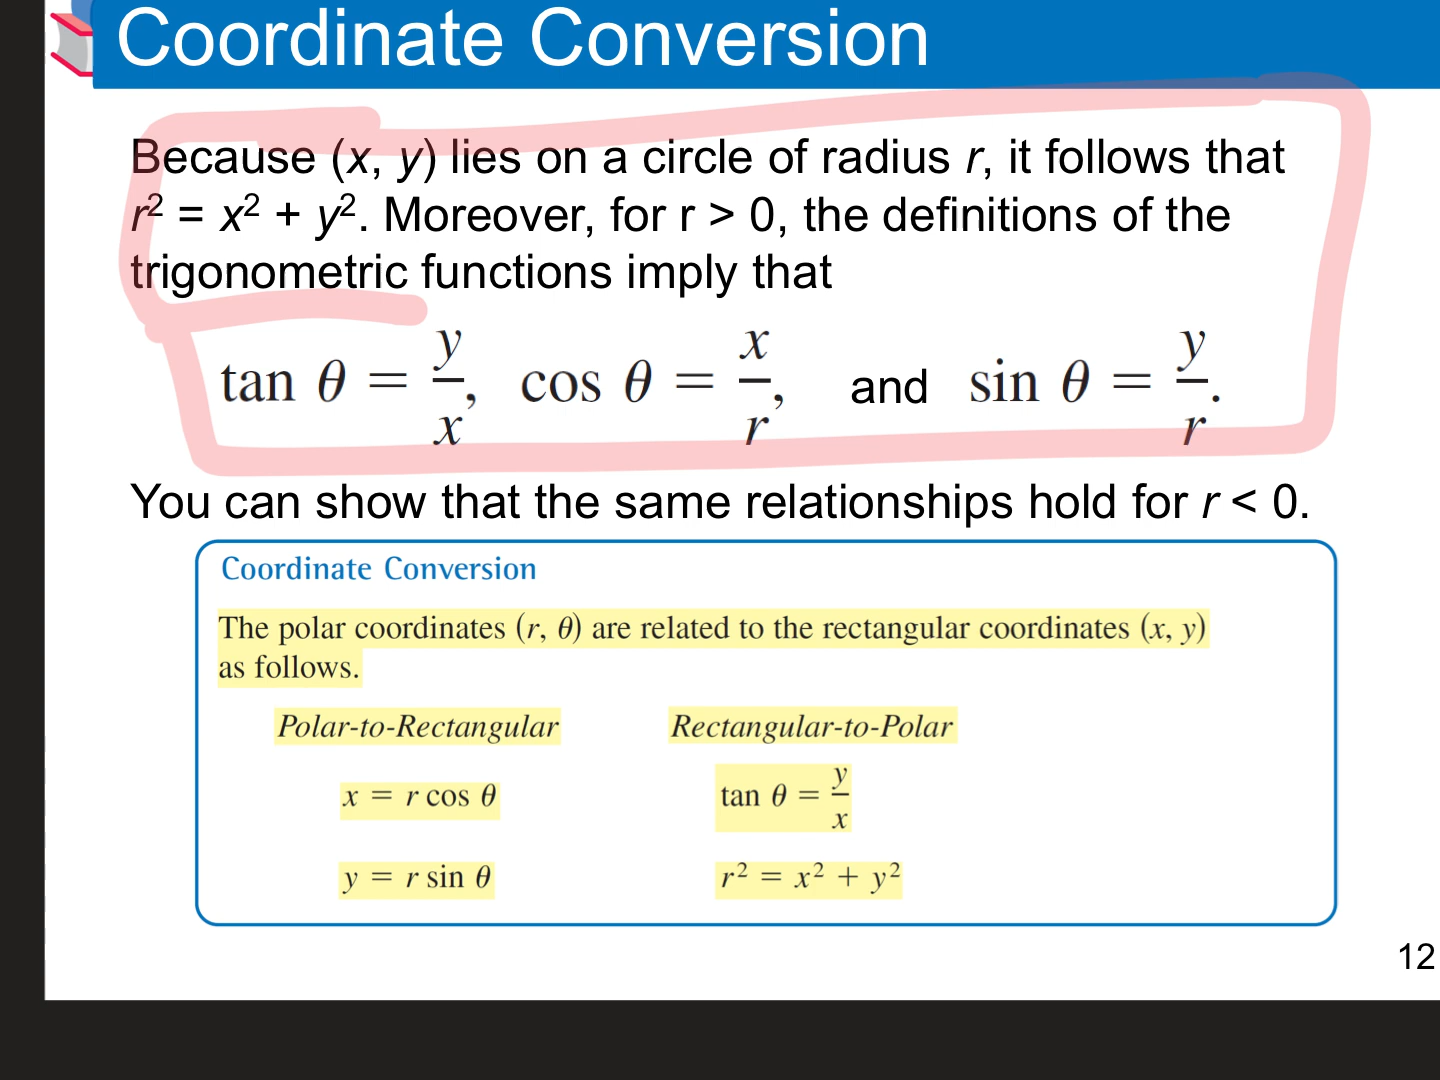 Coordinate Conversion
Because (x, y) lies on a circle of radius r, it follows that
r² = x² + y². Moreover, for r > 0, the definitions of the
trigonometric functions imply that
tan θ = y/x, cos θ = x/r, and sin θ = y/r.
You can show that the same relationships hold for r < 0.
Coordinate Conversion
The polar coordinates (r, θ) are related to the rectangular coordinates (x, y)
as follows.
Polar-to-Rectangular Rectangular-to-Polar
x = r cos θ tan θ = y/x
y = r sin θ r² = x² + y²
12